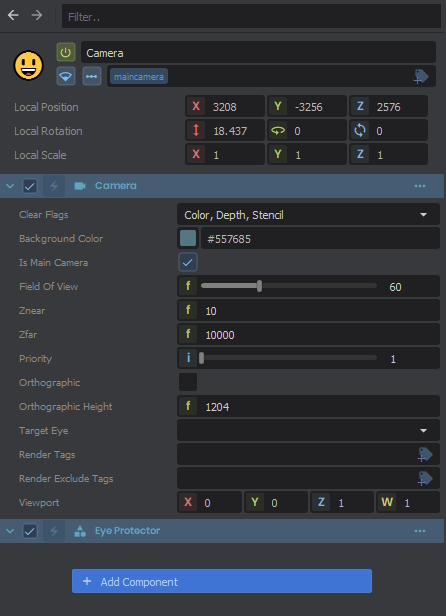 Filter..
Camera
maincamera
Local Position X 3208 Y -3256 Z 2576
Local Rotation 18.437 0 0
Local Scale X 1 Y 1 Z 1
Camera
Clear Flags Color, Depth, Stencil
Background Color #557685
Is Main Camera
Field Of View f 60
Znear f 10
Zfar f 10000
Priority i 1
Orthographic
Orthographic Height f 1204
Target Eye
Render Tags
Render Exclude Tags
Viewport X 0 Y 0 Z 1 W 1
Eye Protector
+ Add Component